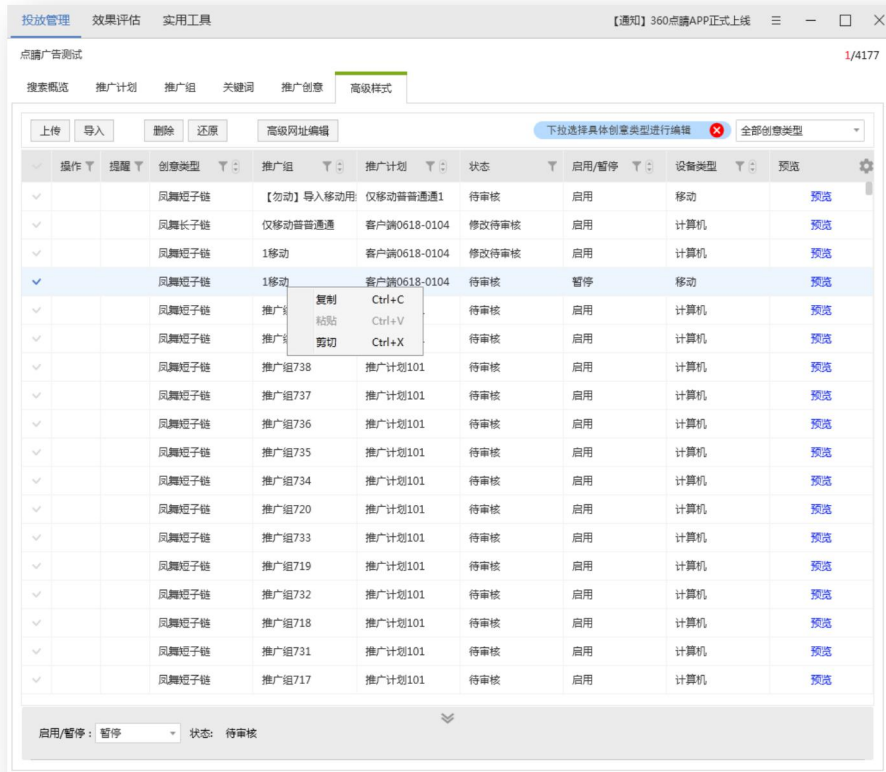 投放管理 效果评估 实用工具 【通知】360点睛APP正式上线
点睛广告测试 1/4177
搜索概览 推广计划 推广组 关键词 推广创意 高级样式
上传 导入 删除 还原 高级网址编辑 下拉选择具体创意类型进行编辑 全部创意类型
操作 提醒 创意类型 推广组 推广计划 状态 启用/暂停 设备类型 预览
凤舞短子链 【勿动】导入移动用 仅移动普普通通1 待审核 启用 移动 预览
凤舞长子链 仅移动普普通通 客户端0618-0104 修改待审核 启用 计算机 预览
凤舞短子链 1移动 客户端0618-0104 修改待审核 启用 计算机 预览
凤舞短子链 1移动 客户端0618-0104 待审核 暂停 移动 预览
凤舞短子链 推广 待审核 启用 计算机 预览
复制 Ctrl+C
粘贴 Ctrl+V
凤舞短子链 推广 待审核 启用 计算机 预览
剪切 Ctrl+X
凤舞短子链 推广组738 推广计划101 待审核 启用 计算机 预览
凤舞短子链 推广组737 推广计划101 待审核 启用 计算机 预览
凤舞短子链 推广组736 推广计划101 待审核 启用 计算机 预览
凤舞短子链 推广组735 推广计划101 待审核 启用 计算机 预览
凤舞短子链 推广组734 推广计划101 待审核 启用 计算机 预览
凤舞短子链 推广组720 推广计划101 待审核 启用 计算机 预览
凤舞短子链 推广组733 推广计划101 待审核 启用 计算机 预览
凤舞短子链 推广组719 推广计划101 待审核 启用 计算机 预览
凤舞短子链 推广组732 推广计划101 待审核 启用 计算机 预览
凤舞短子链 推广组718 推广计划101 待审核 启用 计算机 预览
凤舞短子链 推广组731 推广计划101 待审核 启用 计算机 预览
凤舞短子链 推广组717 推广计划101 待审核 启用 计算机 预览
启用/暂停： 暂停 状态: 待审核